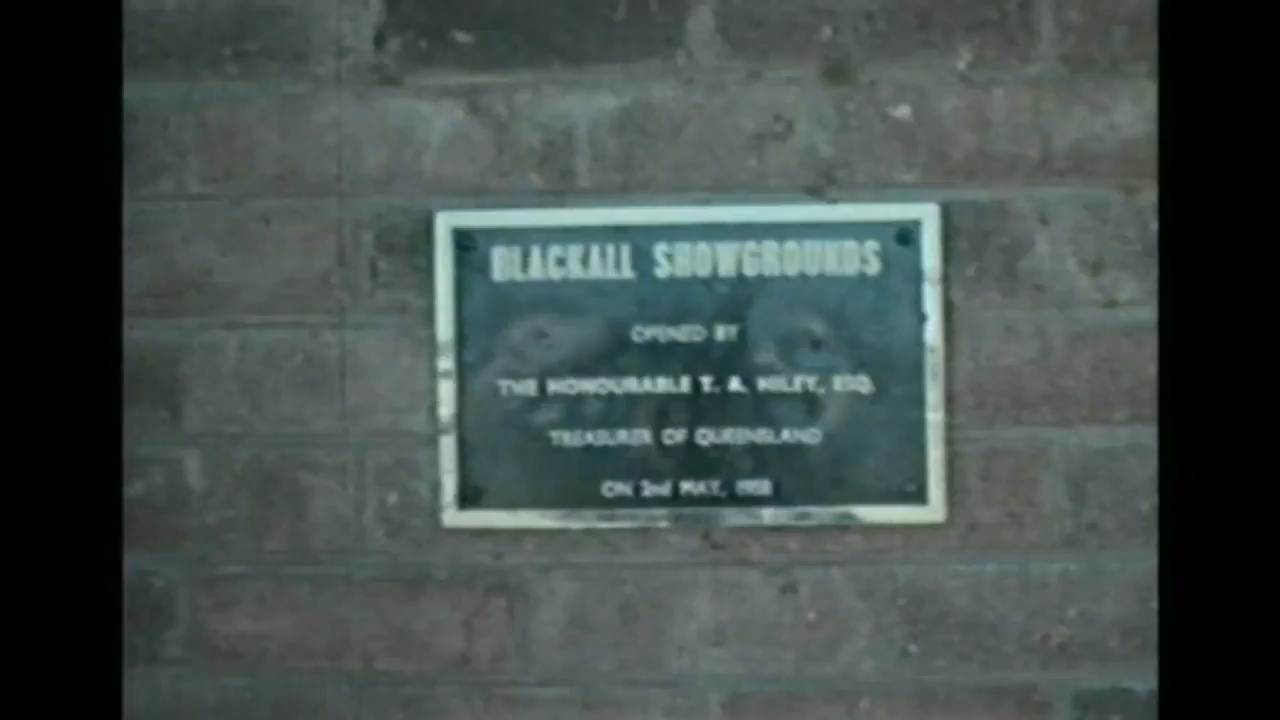 BLACKALL SHOWGROUNDS
OPENED BY
THE HONOURABLE T. A. HILEY, ESQ.
TREASURER OF QUEENSLAND
ON 2nd MAY, 1958